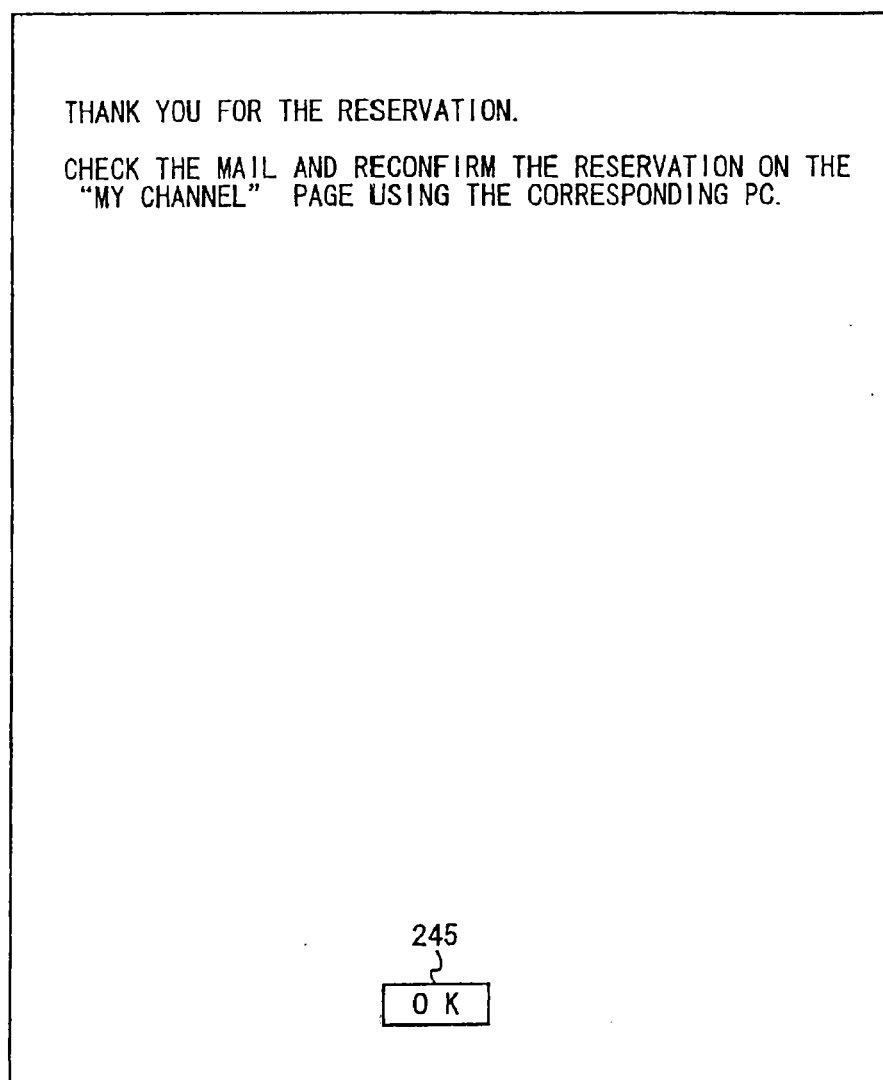 THANK YOU FOR THE RESERVATION.
CHECK THE MAIL AND RECONFIRM THE RESERVATION ON THE
“MY CHANNEL” PAGE USING THE CORRESPONDING PC.
245
O K